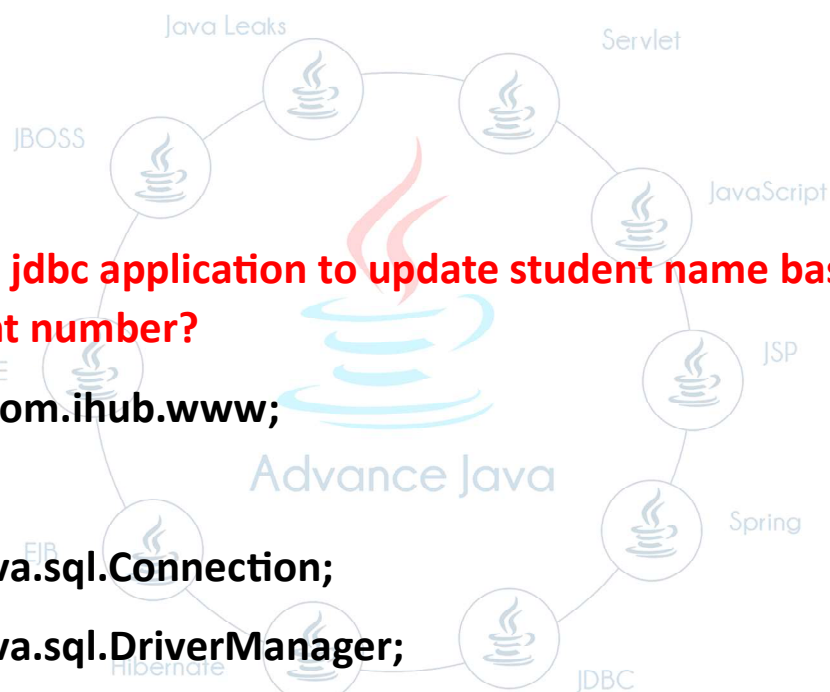 Java Leaks
Servlet
JBOSS
JavaScript
jdbc application to update student name bas
t number?
E
JSP
om.ihub.www;
Advance Java
Spring
EJB
va.sql.Connection;
va.sql.DriverManager;
Hibernate
JDBC